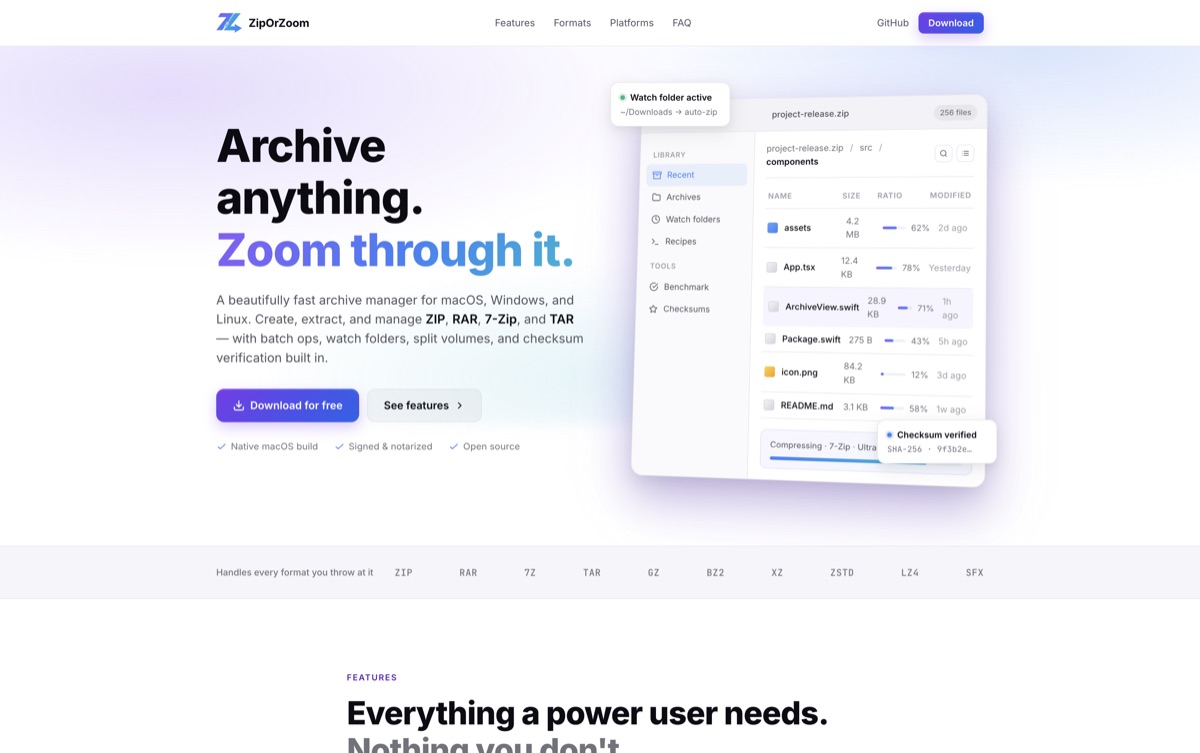 ZipOrZoom
Features Formats Platforms FAQ
GitHub Download
Archive
anything.
Zoom through it.
A beautifully fast archive manager for macOS, Windows, and
Linux. Create, extract, and manage ZIP, RAR, 7-Zip, and TAR
— with batch ops, watch folders, split volumes, and checksum
verification built in.
Download for free
See features
Native macOS build Signed & notarized Open source
Watch folder active
~/Downloads → auto-zip
project-release.zip
256 files
LIBRARY
Recent
Archives
Watch folders
Recipes
TOOLS
Benchmark
Checksums
project-release.zip / src /
components
NAME SIZE RATIO MODIFIED
assets 4.2 MB 62% 2d ago
App.tsx 12.4 KB 78% Yesterday
ArchiveView.swift 28.9 KB 71% 1h ago
Package.swift 275 B 43% 5h ago
icon.png 84.2 KB 12% 3d ago
README.md 3.1 KB 58% 1w ago
Compressing · 7-Zip · Ultra
Checksum verified
SHA-256 · 9f3b2e…
Handles every format you throw at it ZIP RAR 7Z TAR GZ BZ2 XZ ZSTD LZ4 SFX
FEATURES
Everything a power user needs.
Nothing you don't